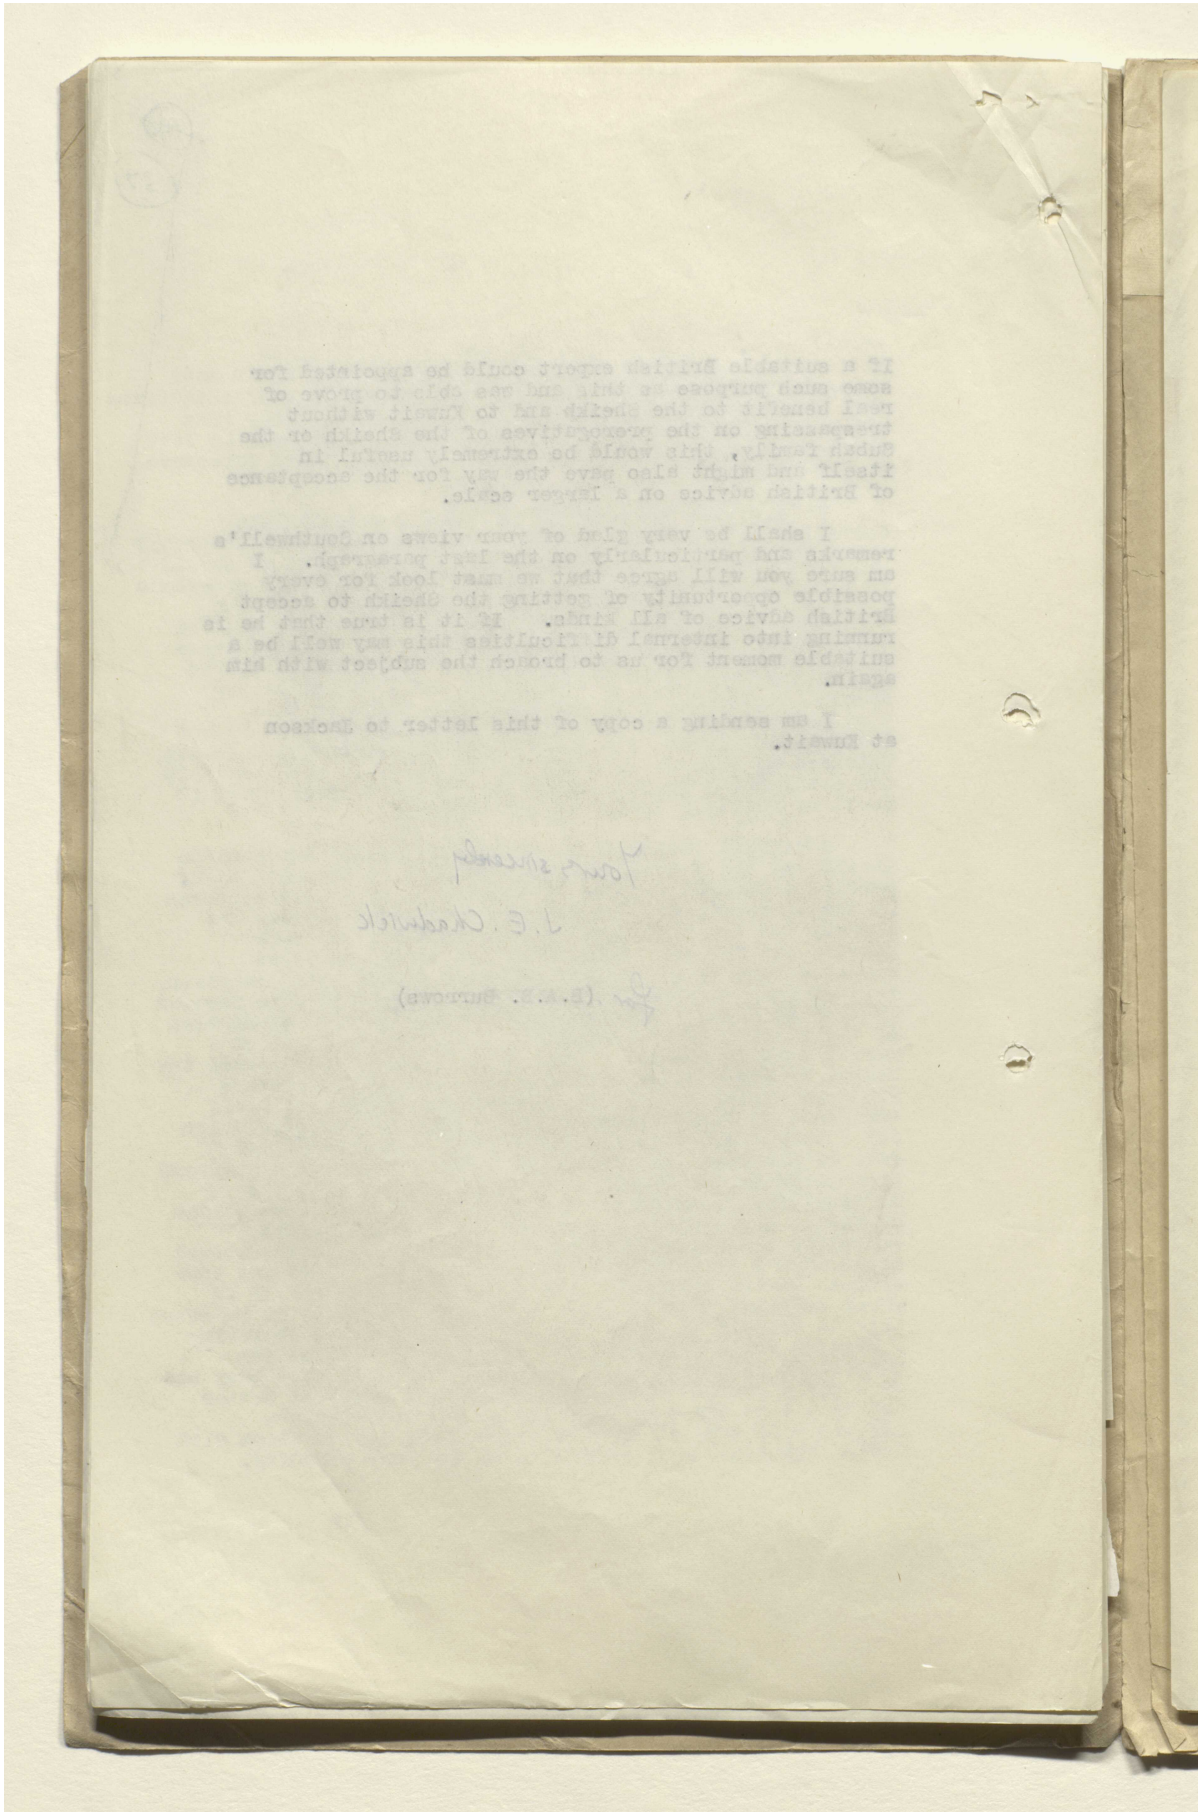 If a suitable British expert could be appointed for
some such purpose as this and was able to prove of
real benefit to the Sheikh and to Kuwait without
trespassing on the prerogatives of the Sheikh or the
Subah family, this would be extremely useful in
itself and might also pave the way for the acceptance
of British advice on a larger scale.
I shall be very glad of your views on Southwell's
remarks and particularly on the last paragraph. I
am sure you will agree that we must look for every
possible opportunity of getting the Sheikh to accept
British advice of all kinds. If it is true that he is
running into internal difficulties this may well be a
suitable moment for us to broach the subject with him
again.
I am sending a copy of this letter to Jackson
at Kuwait.
Yours sincerely
J.E. Chadwick
for (B.A.B. Burrows)